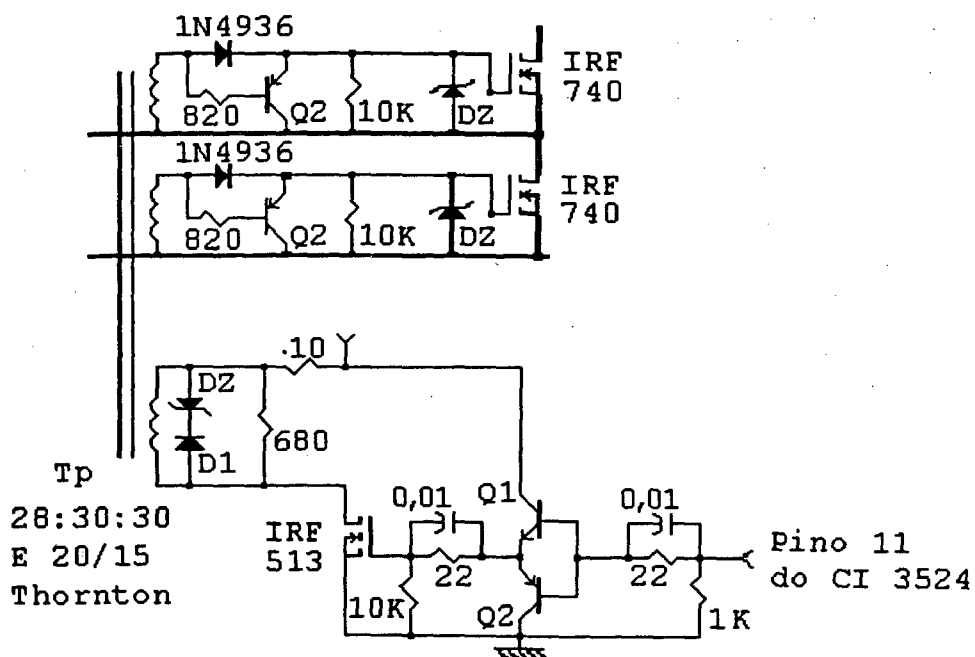 1N4936
IRF
740
820
Q2
10K
DZ
1N4936
IRF
740
820
Q2
10K
DZ
.10
DZ
680
D1
Tp
28:30:30
E 20/15
Thornton
IRF
513
0,01
22
10K
Q1
Q2
0,01
22
1K
Pino 11
do CI 3524